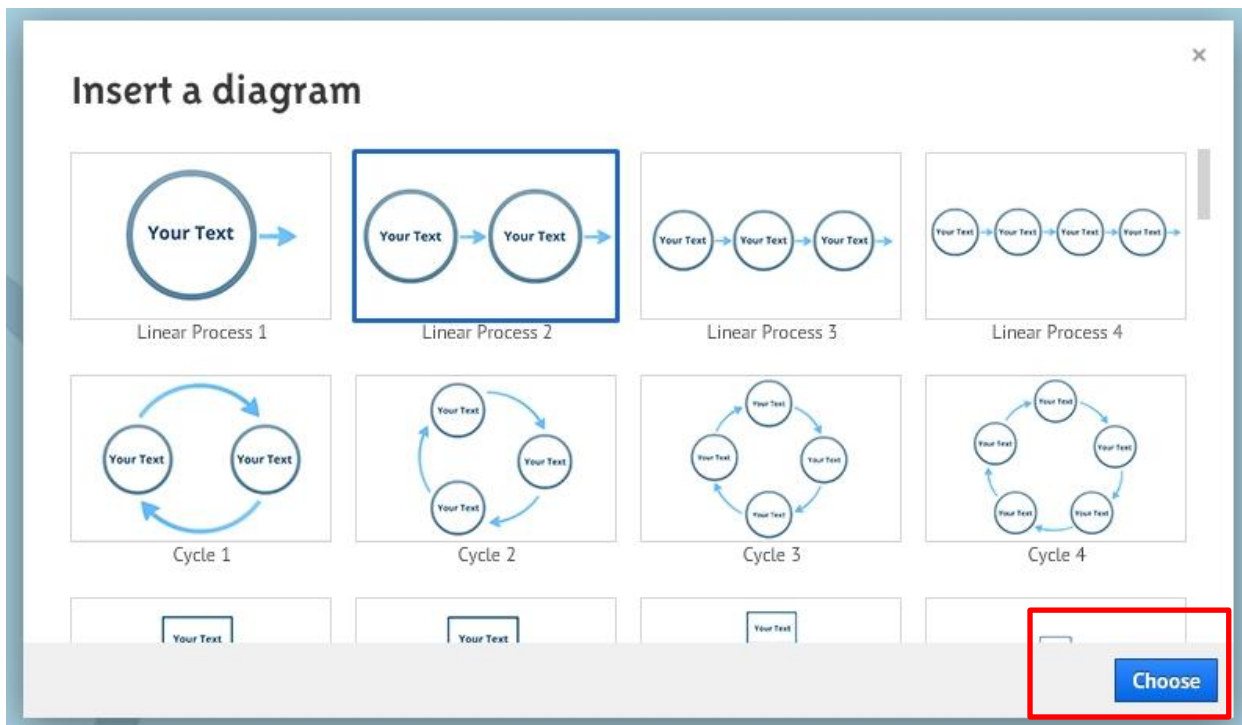 ×
Insert a diagram
Your Text
Your Text Your Text
Your Text Your Text Your Text
Your Text Your Text Your Text Your Text
Linear Process 1 Linear Process 2 Linear Process 3 Linear Process 4
Your Text Your Text
Your Text
Your Text
Your Text
Your Text
Your Text Your Text
Your Text
Your Text
Your Text Your Text
Your Text Your Text
Cycle 1 Cycle 2 Cycle 3 Cycle 4
Your Text Your Text Your Text
Choose